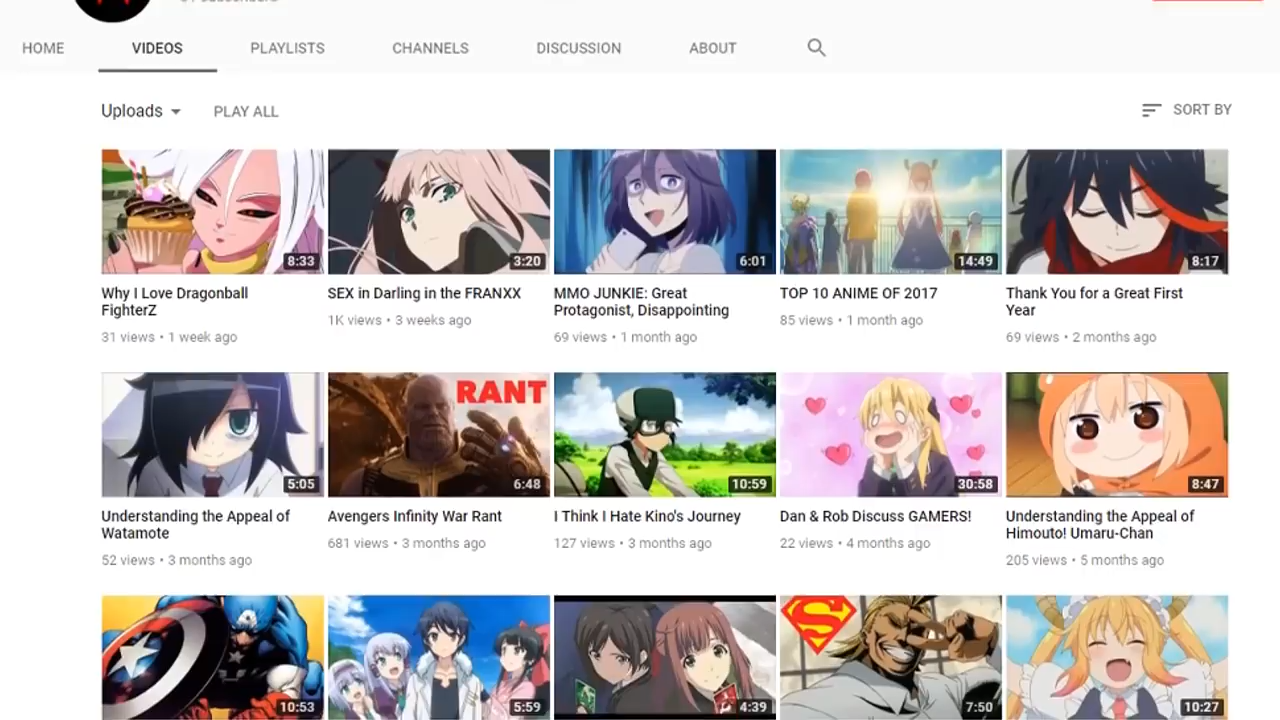 HOME VIDEOS PLAYLISTS CHANNELS DISCUSSION ABOUT
Uploads PLAY ALL SORT BY
8:33 3:20 6:01 14:49 8:17
Why I Love Dragonball
FighterZ
31 views • 1 week ago
SEX in Darling in the FRANXX
1K views • 3 weeks ago
MMO JUNKIE: Great
Protagonist, Disappointing
69 views • 1 month ago
TOP 10 ANIME OF 2017
85 views • 1 month ago
Thank You for a Great First
Year
69 views • 2 months ago
RANT
5:05 6:48 10:59 30:58 8:47
Understanding the Appeal of
Watamote
52 views • 3 months ago
Avengers Infinity War Rant
681 views • 3 months ago
I Think I Hate Kino's Journey
127 views • 3 months ago
Dan & Rob Discuss GAMERS!
22 views • 4 months ago
Understanding the Appeal of
Himouto! Umaru-Chan
205 views • 5 months ago
S
10:53 5:59 4:39 7:50 10:27